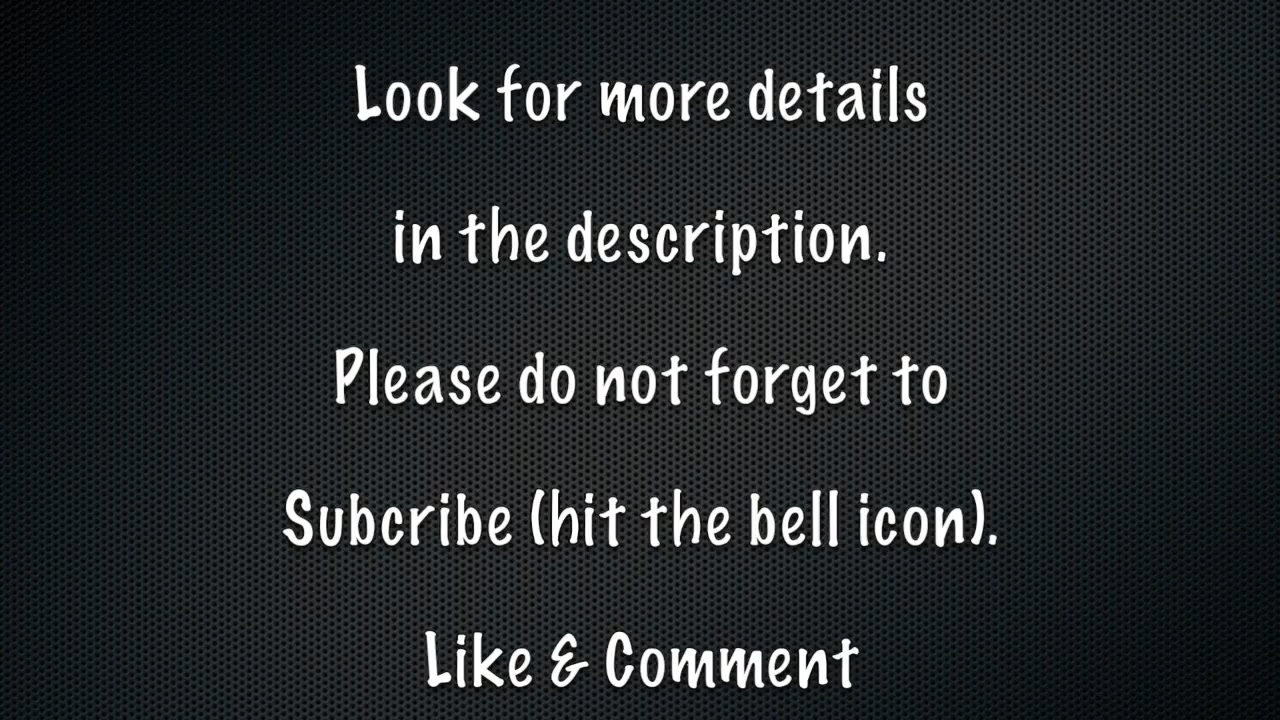 Look for more details
in the description.
Please do not forget to
Subcribe (hit the bell icon).
Like & Comment